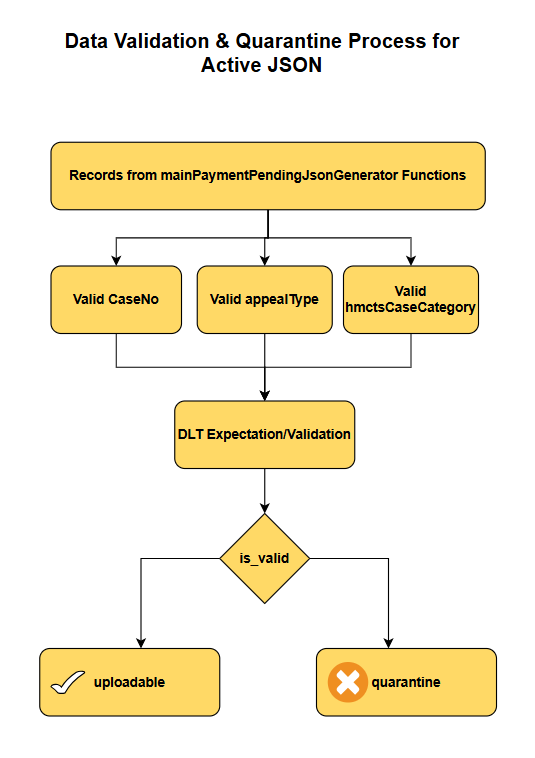 Data Validation & Quarantine Process for
Active JSON
Records from mainPaymentPendingJsonGenerator Functions
Valid CaseNo
Valid appealType
Valid
hmctsCaseCategory
DLT Expectation/Validation
is_valid
uploadable
quarantine